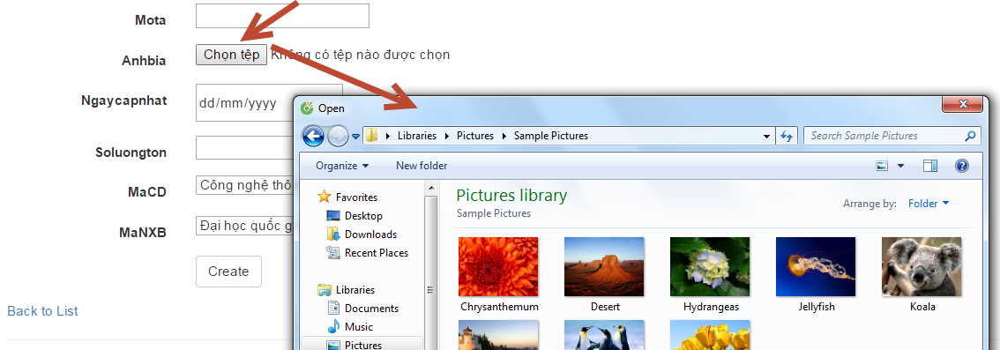 Mota
Anhbia Chọn tệp Không có tệp nào được chọn
Ngaycapnhat dd/mm/yyyy
Soluongton
MaCD Công nghệ
MaNXB Đại học quốc
Create
Back to List
Open
Libraries Pictures Sample Pictures
Search Sample Pictures
Organize New folder
Favorites
Desktop
Downloads
Recent Places
Libraries
Documents
Music
Pictures
Pictures library
Sample Pictures
Arrange by: Folder
Chrysanthemum Desert Hydrangeas Jellyfish Koala